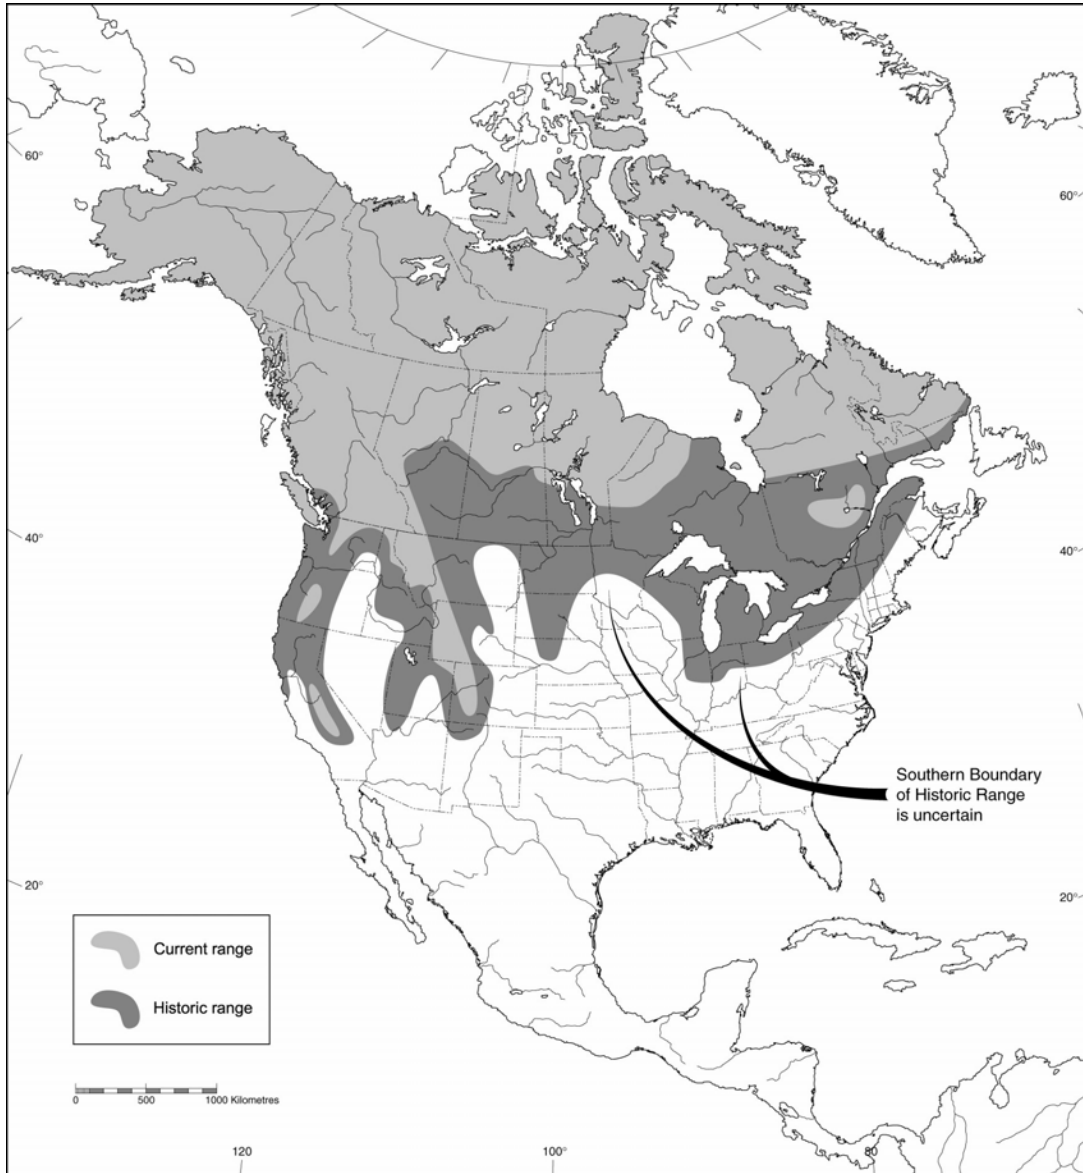 60°
60°
40°
40°
Southern Boundary
of Historic Range
is uncertain
20°
20°
Current range
Historic range
0 500 1000 Kilometres
120 100° 80